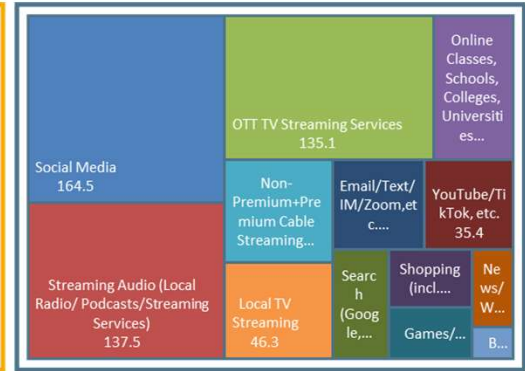 Social Media
164.5
Streaming Audio (Local
Radio/ Podcasts/Streaming
Services)
137.5
OTT TV Streaming Services
135.1
Online
Classes,
Schools,
Colleges,
Universiti
es...
Non-
Premium+Pre
mium Cable
Streaming...
Local TV
Streaming
46.3
Email/Text/
IM/Zoom,et
c....
YouTube/Ti
kTok, etc.
35.4
Searc
h
(Goog
le,...
Shopping
(incl....
Games/...
Ne
ws/
W...
B...